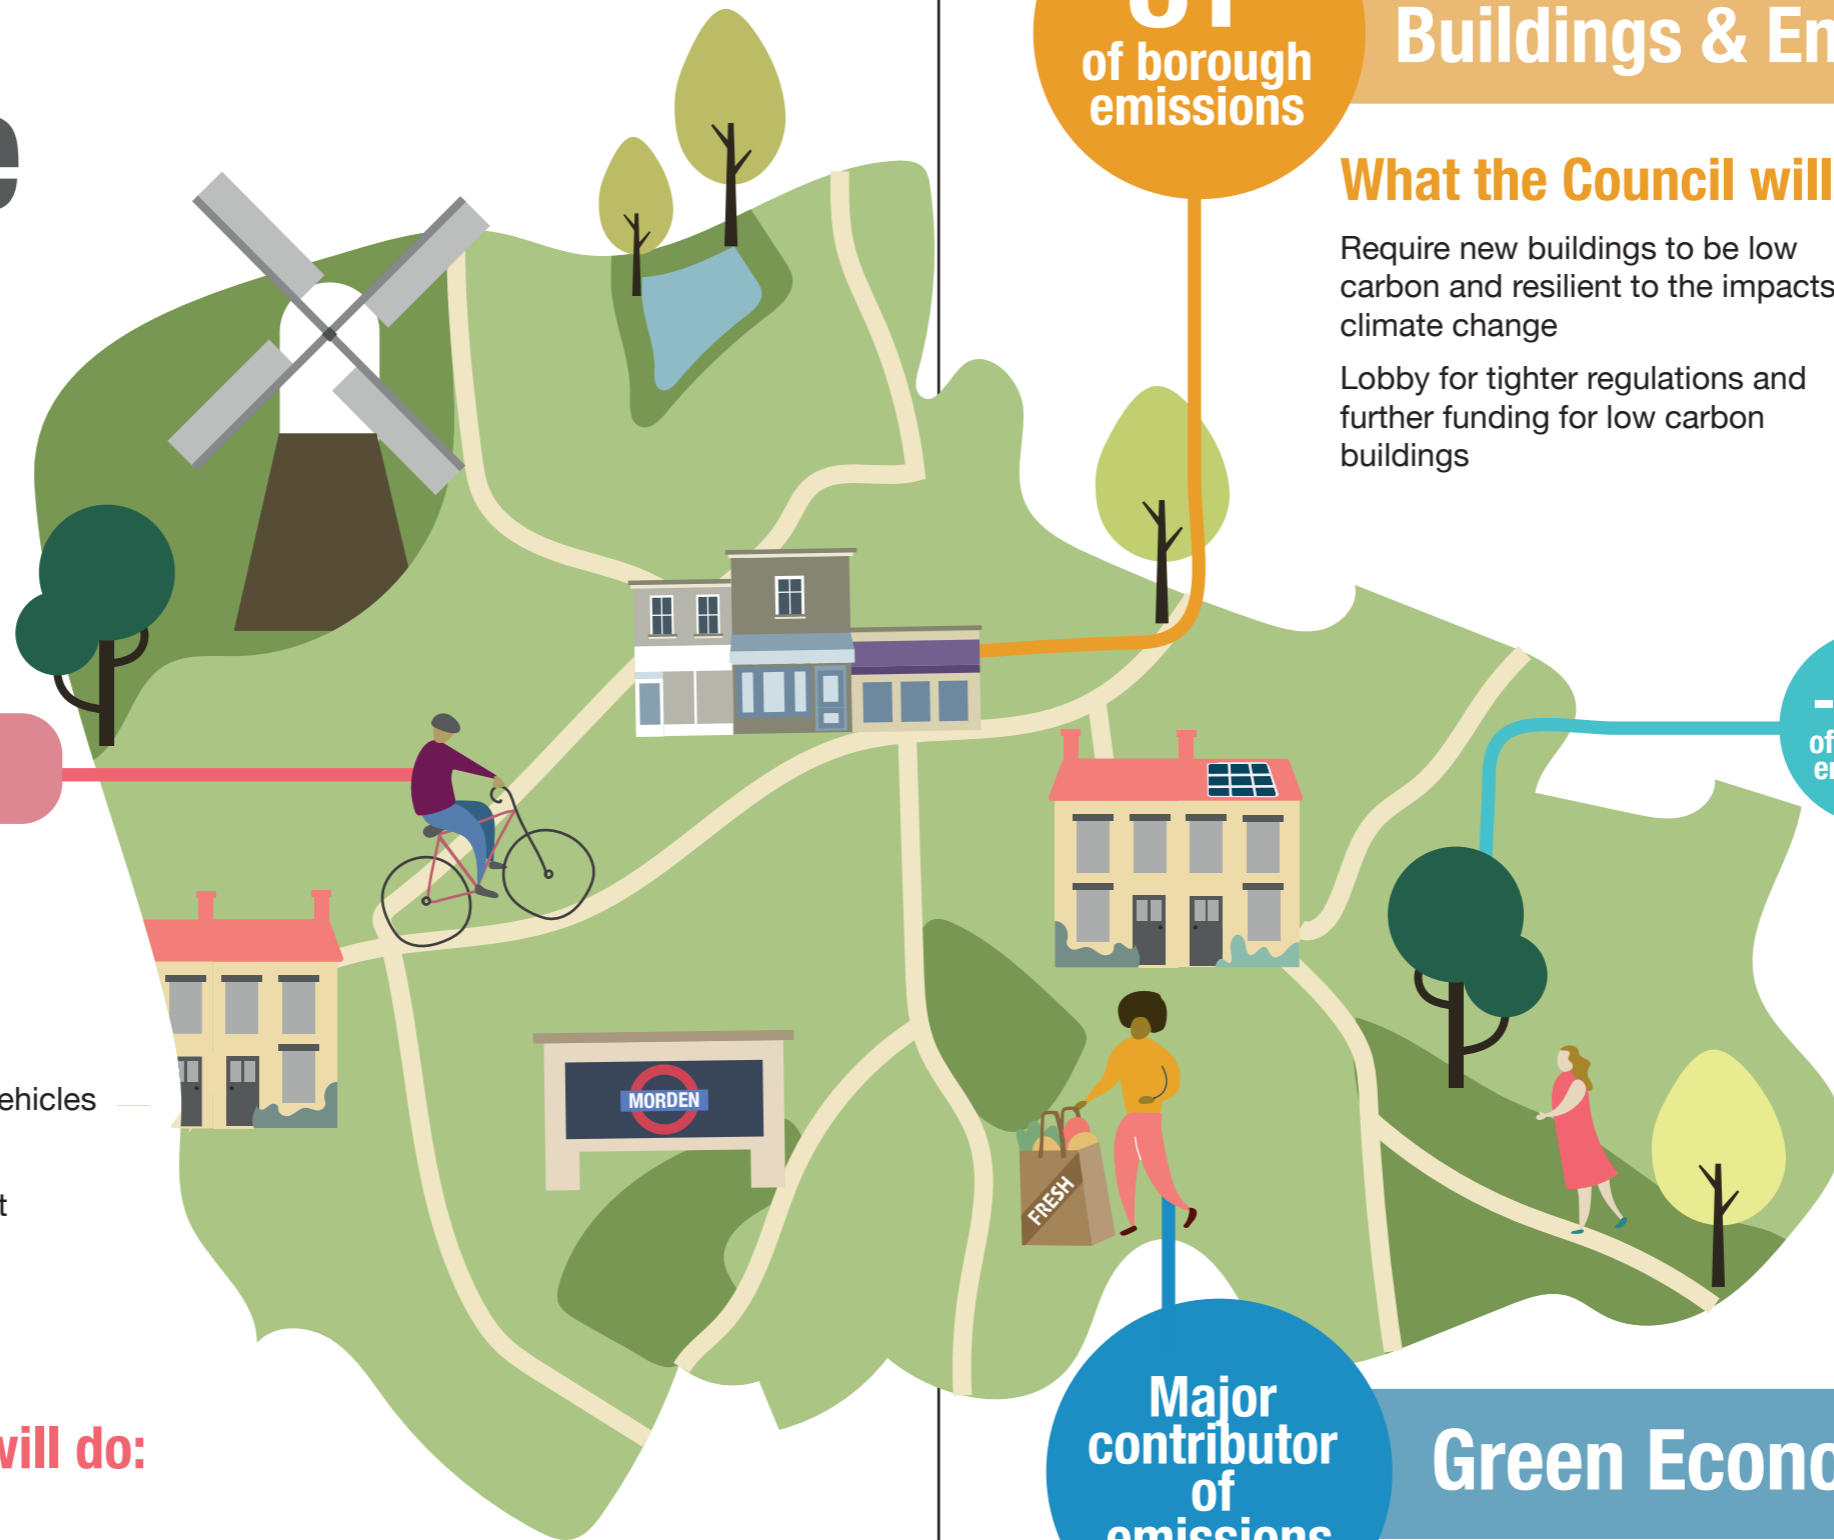 of borough
emissions
Buildings & En
What the Council will
Require new buildings to be low
carbon and resilient to the impacts
climate change
Lobby for tighter regulations and
further funding for low carbon
buildings
of
ehicles
t
MORDEN
FRESH
will do:
Major
contributor
of
emissions
Green Econo